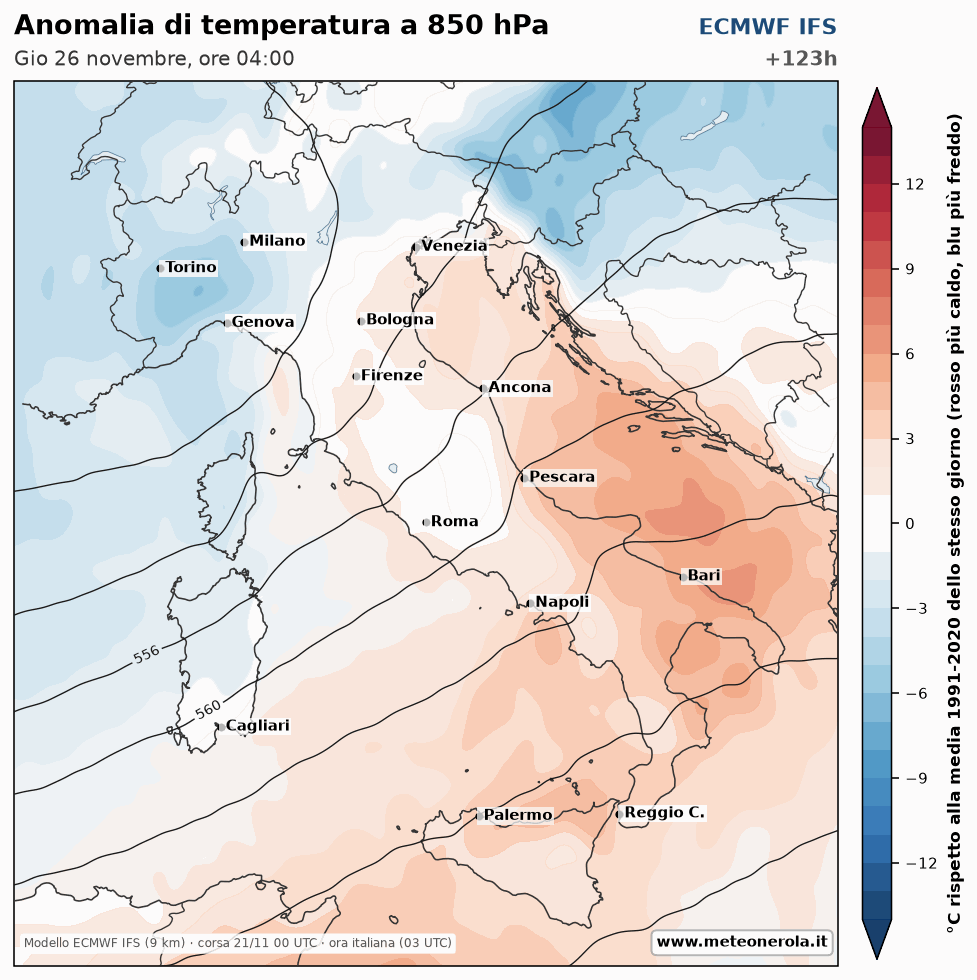 Anomalia di temperatura a 850 hPa
ECMWF IFS
Gio 26 novembre, ore 04:00
+123h
Milano
Venezia
Torino
Genova
Bologna
Firenze
Ancona
Pescara
Roma
Bari
Napoli
556
560
Cagliari
Palermo
Reggio C.
Modello ECMWF IFS (9 km) · corsa 21/11 00 UTC · ora italiana (03 UTC)
www.meteonerola.it
12
9
6
3
0
−3
−6
−9
−12
°C rispetto alla media 1991-2020 dello stesso giorno (rosso più caldo, blu più freddo)